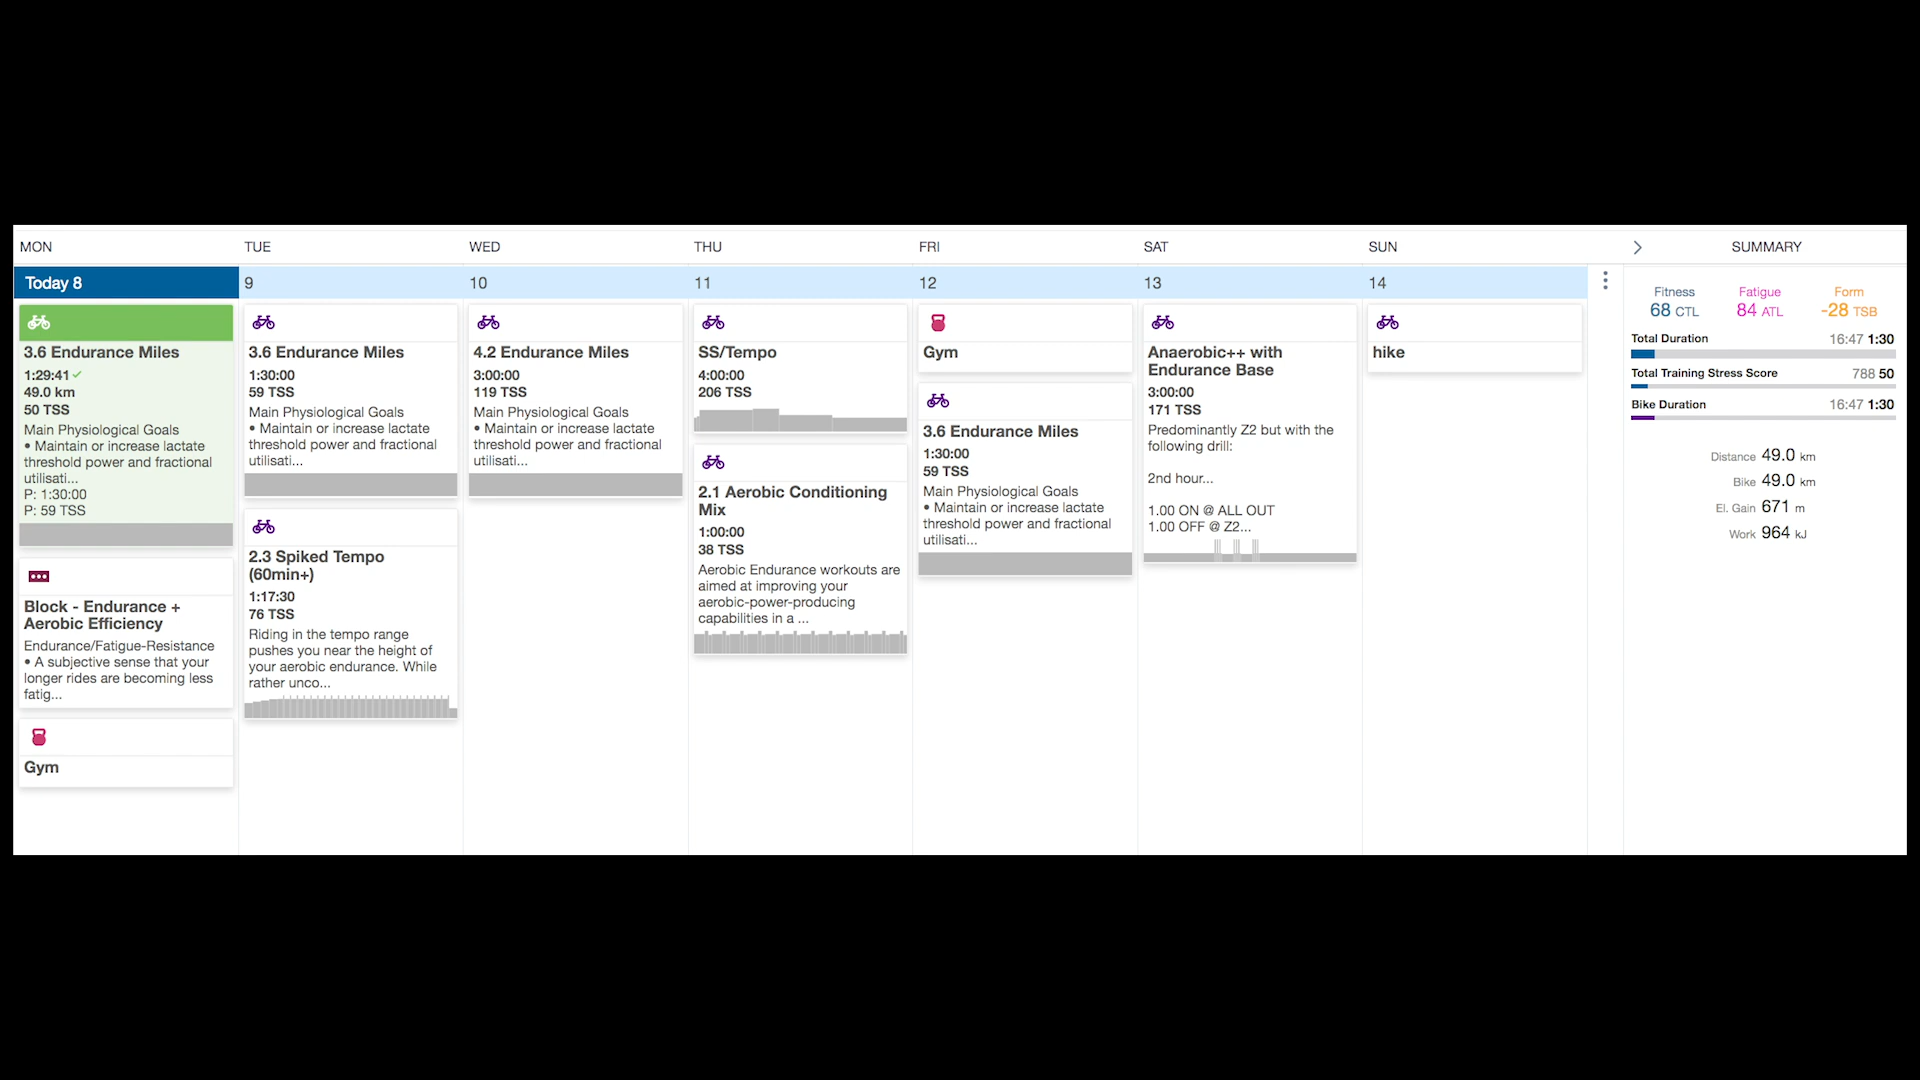 MON
TUE
WED
THU
FRI
SAT
SUN
SUMMARY
Today 8
9
10
11
12
13
14
3.6 Endurance Miles
1:29:41
49.0 km
50 TSS
Main Physiological Goals
• Maintain or increase lactate
threshold power and fractional
utilisati...
P: 1:30:00
P: 59 TSS
Block - Endurance +
Aerobic Efficiency
Endurance/Fatigue-Resistance
• A subjective sense that your
longer rides are becoming less
fatig...
Gym
3.6 Endurance Miles
1:30:00
59 TSS
Main Physiological Goals
• Maintain or increase lactate
threshold power and fractional
utilisati...
2.3 Spiked Tempo
(60min+)
1:17:30
76 TSS
Riding in the tempo range
pushes you near the height of
your aerobic endurance. While
rather unco...
4.2 Endurance Miles
3:00:00
119 TSS
Main Physiological Goals
• Maintain or increase lactate
threshold power and fractional
utilisati...
SS/Tempo
4:00:00
206 TSS
2.1 Aerobic Conditioning
Mix
1:00:00
38 TSS
Aerobic Endurance workouts are
aimed at improving your
aerobic-power-producing
capabilities in a ...
Gym
3.6 Endurance Miles
1:30:00
59 TSS
Main Physiological Goals
• Maintain or increase lactate
threshold power and fractional
utilisati...
Anaerobic++ with
Endurance Base
3:00:00
171 TSS
Predominantly Z2 but with the
following drill:
2nd hour...
1.00 ON @ ALL OUT
1.00 OFF @ Z2...
hike
Fitness
68 CTL
Fatigue
84 ATL
Form
-28 TSB
Total Duration 16:47 1:30
Total Training Stress Score 788 50
Bike Duration 16:47 1:30
Distance 49.0 km
Bike 49.0 km
El. Gain 671 m
Work 964 kJ